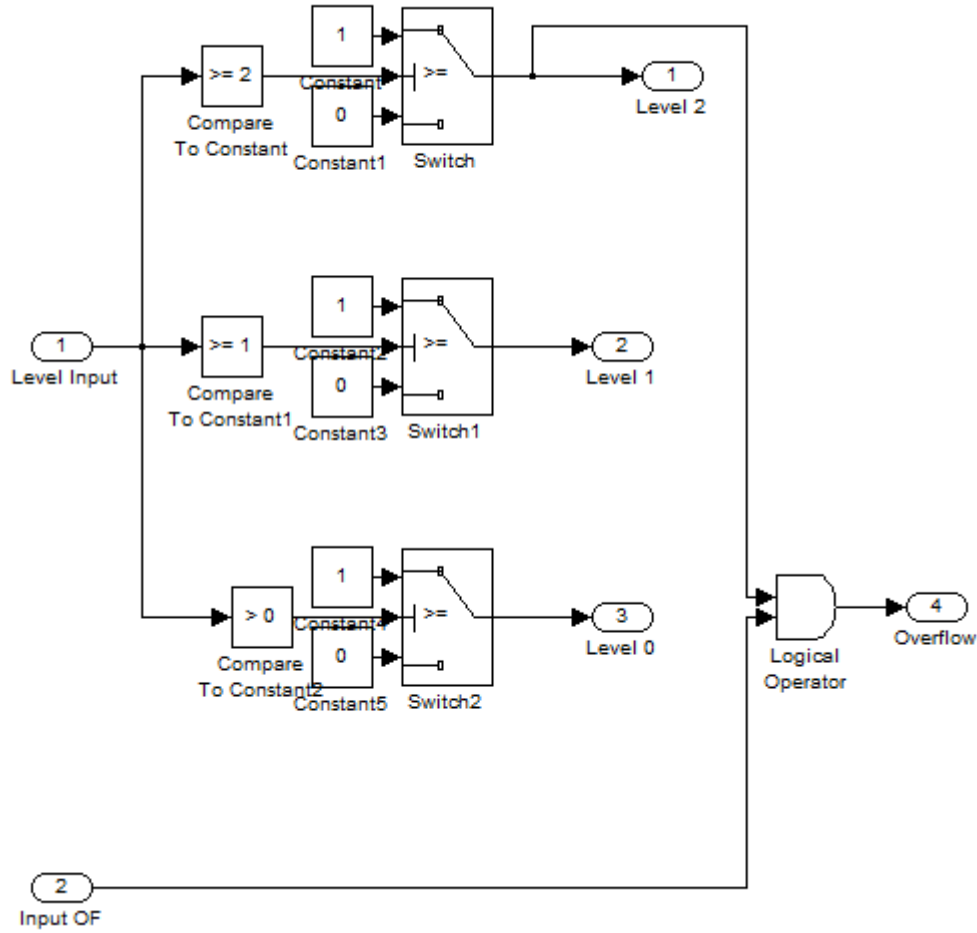 1
>= 2
Constant
>=
1
Compare
To Constant
0
Level 2
Constant1
Switch
1
1
>= 1
Constant2
>=
2
Level Input
Compare
To Constant1
0
Level 1
Constant3
Switch1
1
> 0
Constant4
>=
3
4
Compare
To Constant2
0
Level 0
Overflow
Constant5
Switch2
Logical
Operator
2
Input OF